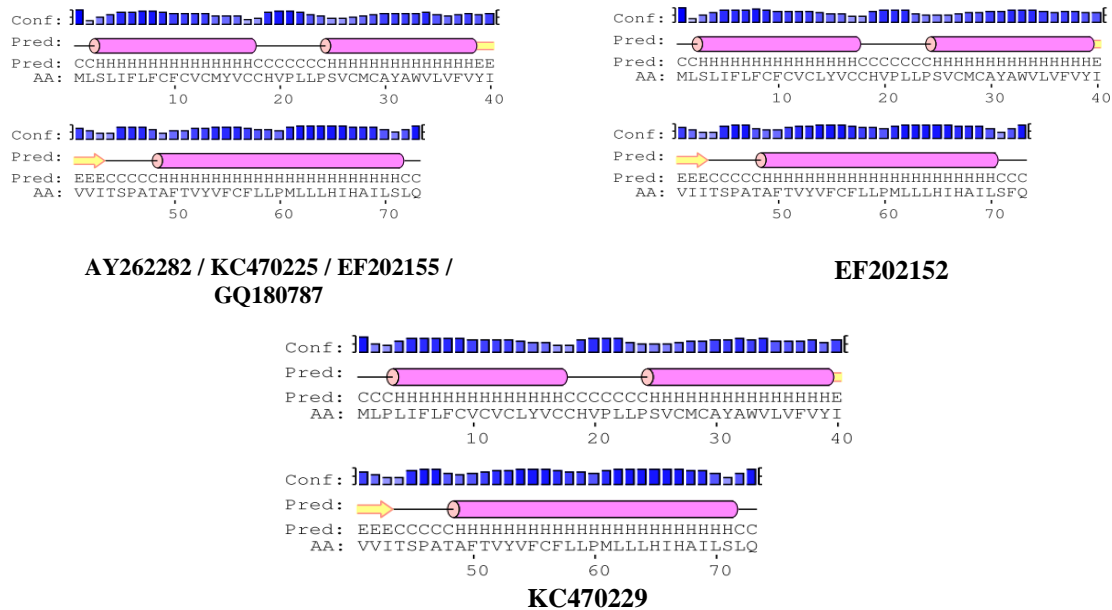 Conf:
Pred:
Pred: CCHHHHHHHHHHHHHHHCCCCCCCHHHHHHHHHHHHHHEE
AA: MLSLIFLFCFCVCMYVCCHVPLLPSVCMCAYAWVLVFVYI
10 20 30 40
Conf:
Pred:
Pred: EEECCCCCHHHHHHHHHHHHHHHHHHHHHHHCC
AA: VVITSPATAFTVYVFCFLLPMLLLHIHAILSLQ
50 60 70
AY262282 / KC470225 / EF202155 /
GQ180787
Conf:
Pred:
Pred: CCHHHHHHHHHHHHHHHCCCCCCCHHHHHHHHHHHHHHHE
AA: MLSLIFLFCFCVCLYVCCHVPLLPSVCMCAYAWVLVFVYI
10 20 30 40
Conf:
Pred:
Pred: EEECCCCCHHHHHHHHHHHHHHHHHHHHHHCCC
AA: VIITSPATAFTVYVFCFLLPMLLLHIHAILSFQ
50 60 70
EF202152
Conf:
Pred:
Pred: CCCHHHHHHHHHHHHHHCCCCCCCHHHHHHHHHHHHHHHE
AA: MLPLIFLFCVCVCLYVCCHVPLLPSVCMCAYAWVLVFVYI
10 20 30 40
Conf:
Pred:
Pred: EEECCCCCHHHHHHHHHHHHHHHHHHHHHHHCC
AA: VVITSPATAFTVYVFCFLLPMLLLHIHAILSLQ
50 60 70
KC470229